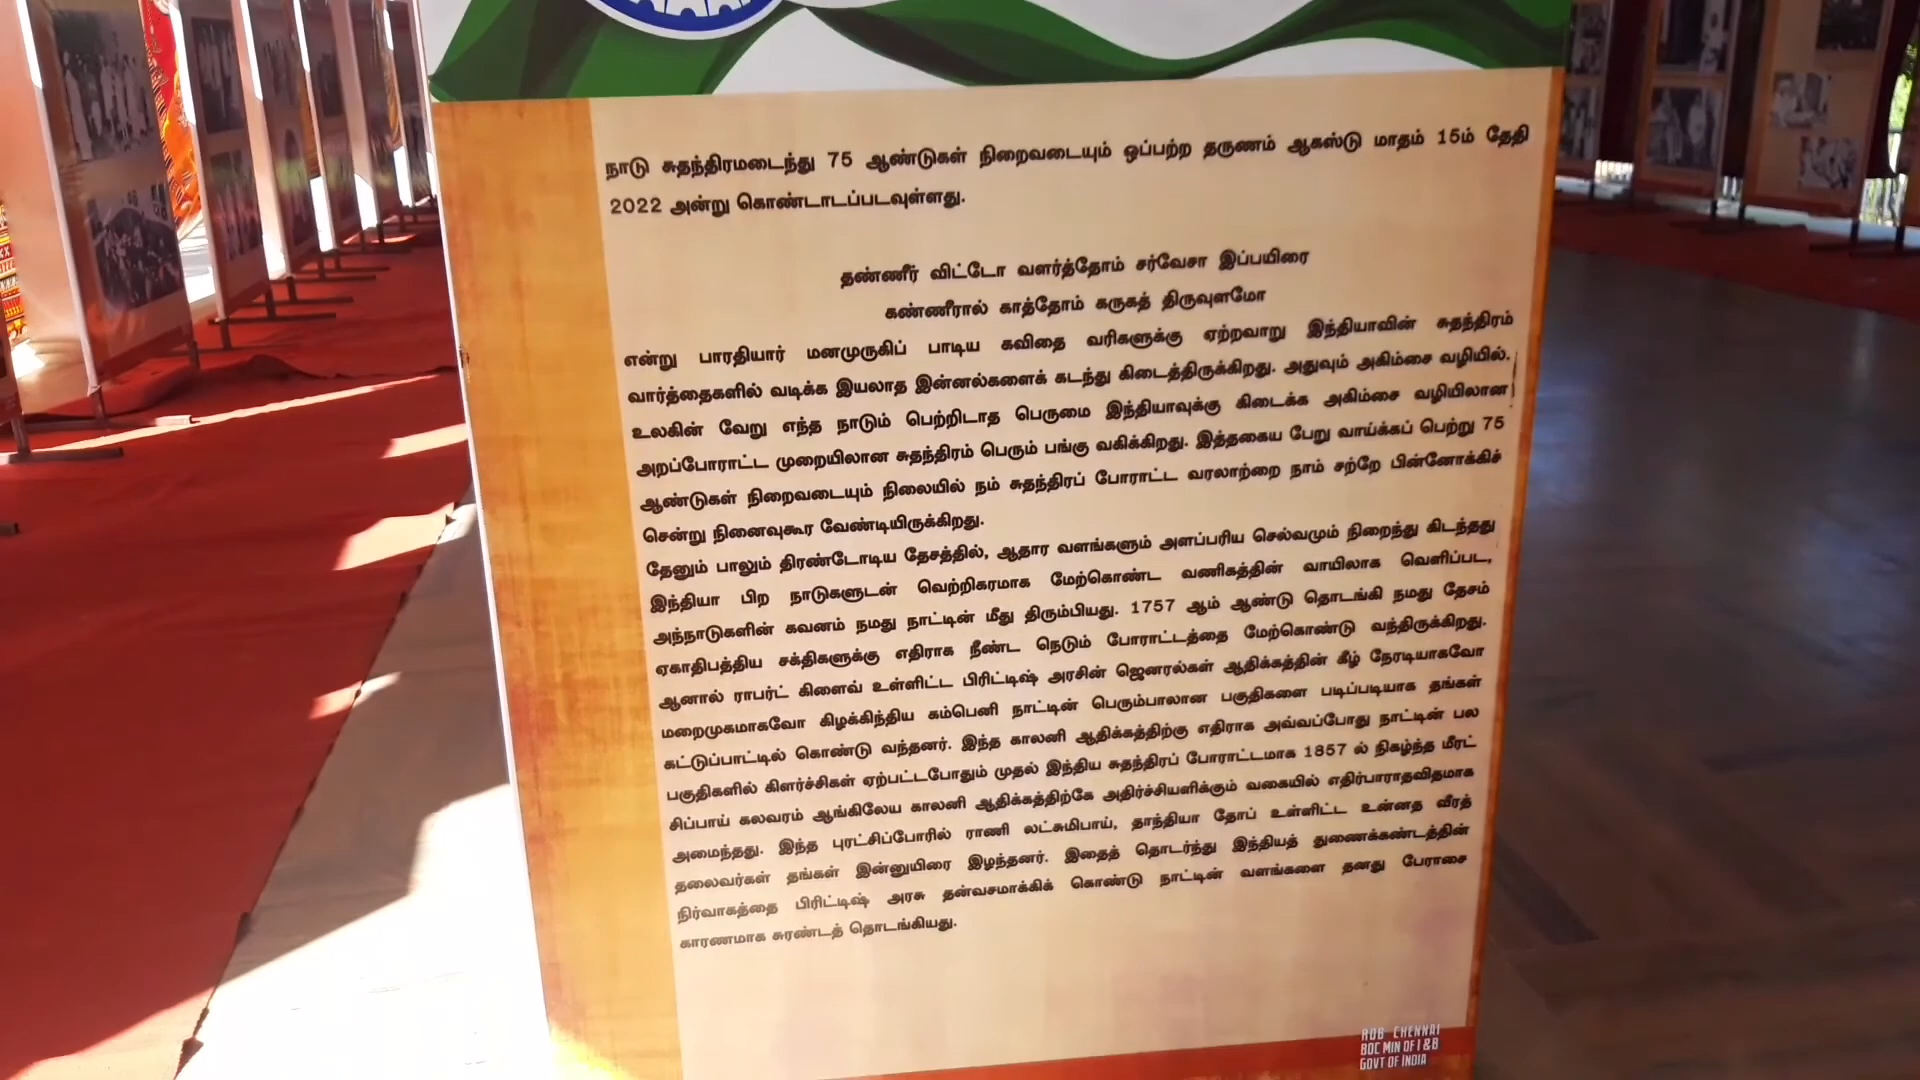 நாடு சுதந்திரமடைந்து 75 ஆண்டுகள் நிறைவடையும் ஒப்பற்ற தருணம் ஆகஸ்டு மாதம் 15ம் தேதி
2022 அன்று கொண்டாடப்படவுள்ளது.
தண்ணீர் விட்டோ வளர்த்தோம் சர்வேசா இப்பயிரை
கண்ணீரால் காத்தோம் கருகத் திருவுளமோ
என்று பாரதியார் மனமுருகிப் பாடிய கவிதை வரிகளுக்கு ஏற்றவாறு இந்தியாவின் சுதந்திரம்
வார்த்தைகளில் வடிக்க இயலாத இன்னல்களைக் கடந்து கிடைத்திருக்கிறது. அதுவும் அகிம்சை வழியில்.
உலகின் வேறு எந்த நாடும் பெற்றிடாத பெருமை இந்தியாவுக்கு கிடைக்க அகிம்சை வழியிலான
அறப்போராட்ட முறையிலான சுதந்திரம் பெரும் பங்கு வகிக்கிறது. இத்தகைய பேறு வாய்க்கப் பெற்று 75
ஆண்டுகள் நிறைவடையும் நிலையில் நம் சுதந்திரப் போராட்ட வரலாற்றை நாம் சற்றே பின்னோக்கிச்
சென்று நினைவுகூர வேண்டியிருக்கிறது.
தேனும் பாலும் திரண்டோடிய தேசத்தில், ஆதார வளங்களும் அளப்பரிய செல்வமும் நிறைந்து கிடந்தது
இந்தியா பிற நாடுகளுடன் வெற்றிகரமாக மேற்கொண்ட வணிகத்தின் வாயிலாக வெளிப்பட,
அந்நாடுகளின் கவனம் நமது நாட்டின் மீது திரும்பியது. 1757 ஆம் ஆண்டு தொடங்கி நமது தேசம்
ஏகாதிபத்திய சக்திகளுக்கு எதிராக நீண்ட நெடும் போராட்டத்தை மேற்கொண்டு வந்திருக்கிறது.
ஆனால் ராபர்ட் கிளைவ் உள்ளிட்ட பிரிட்டிஷ் அரசின் ஜெனரல்கள் ஆதிக்கத்தின் கீழ் நேரடியாகவோ
மறைமுகமாகவோ கிழக்கிந்திய கம்பெனி நாட்டின் பெரும்பாலான பகுதிகளை படிப்படியாக தங்கள்
கட்டுப்பாட்டில் கொண்டு வந்தனர். இந்த காலனி ஆதிக்கத்திற்கு எதிராக அவ்வப்போது நாட்டின் பல
பகுதிகளில் கிளர்ச்சிகள் ஏற்பட்டபோதும் முதல் இந்திய சுதந்திரப் போராட்டமாக 1857 ல் நிகழ்ந்த மீரட்
சிப்பாய் கலவரம் ஆங்கிலேய காலனி ஆதிக்கத்திற்கே அதிர்ச்சியளிக்கும் வகையில் எதிர்பாராதவிதமாக
அமைந்தது. இந்த புரட்சிப்போரில் ராணி லட்சுமிபாய், தாந்தியா தோப் உள்ளிட்ட உன்னத வீரத்
தலைவர்கள் தங்கள் இன்னுயிரை இழந்தனர். இதைத் தொடர்ந்து இந்தியத் துணைக்கண்டத்தின்
நிர்வாகத்தை பிரிட்டிஷ் அரசு தன்வசமாக்கிக் கொண்டு நாட்டின் வளங்களை தனது பேராசை
காரணமாக சுரண்டத் தொடங்கியது.
ROB CHENNAI
BOC MIN OF I & B
GOVT OF INDIA